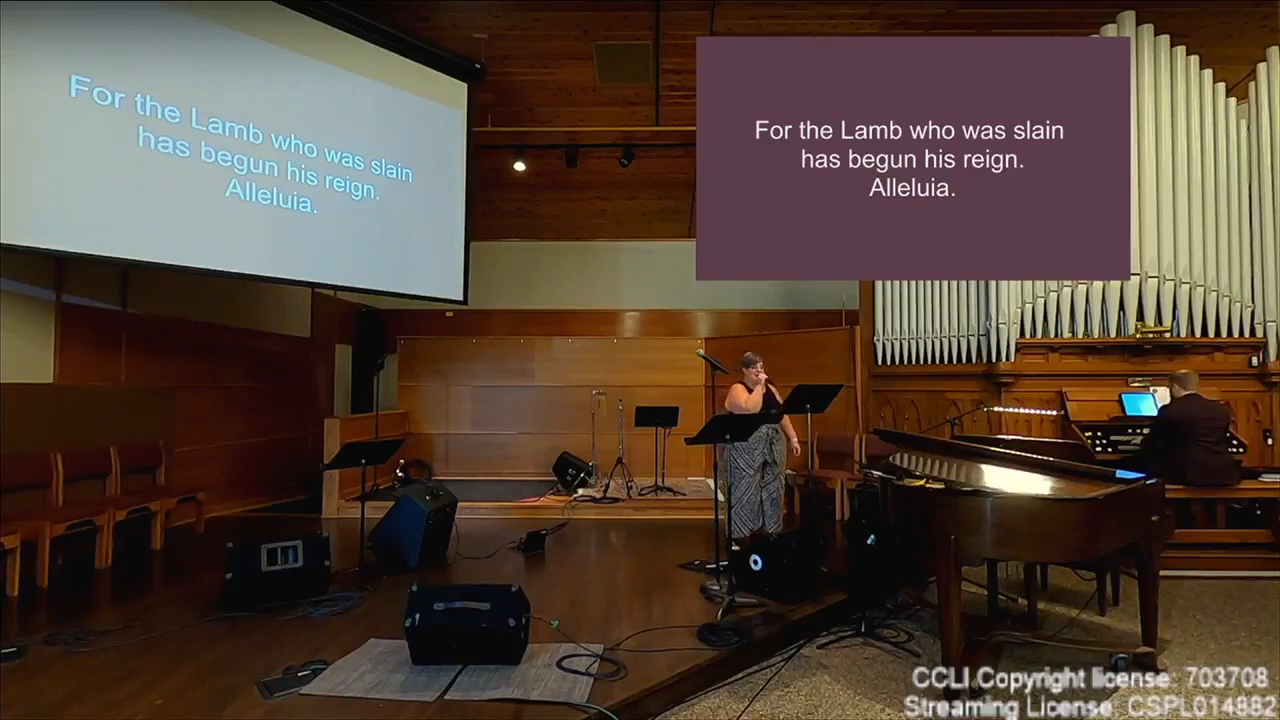 For the Lamb who was slain
has begun his reign.
Alleluia.
For the Lamb who was slain
has begun his reign.
Alleluia.
CCLI Copyright license: 703708
Streaming License: CSPL014882